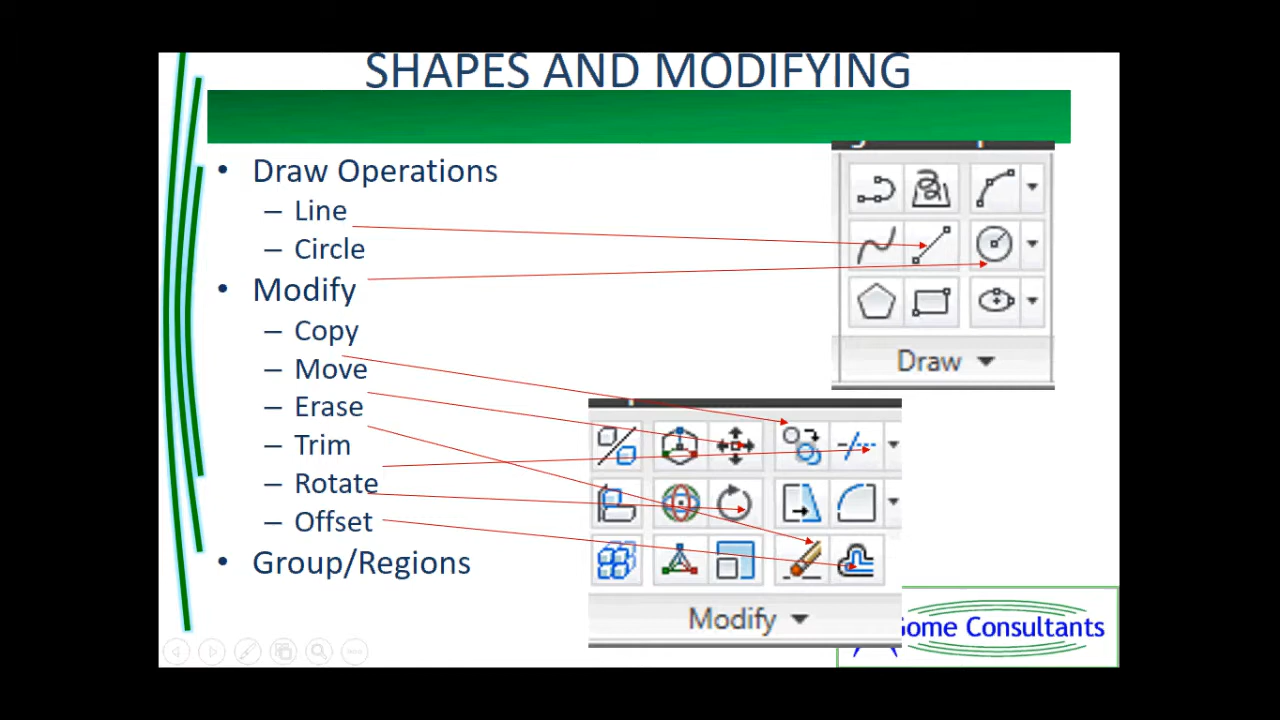 SHAPES AND MODIFYING
• Draw Operations
– Line
– Circle
• Modify
– Copy
– Move
– Erase
– Trim
– Rotate
– Offset
• Group/Regions
Draw
Modify
Gome Consultants